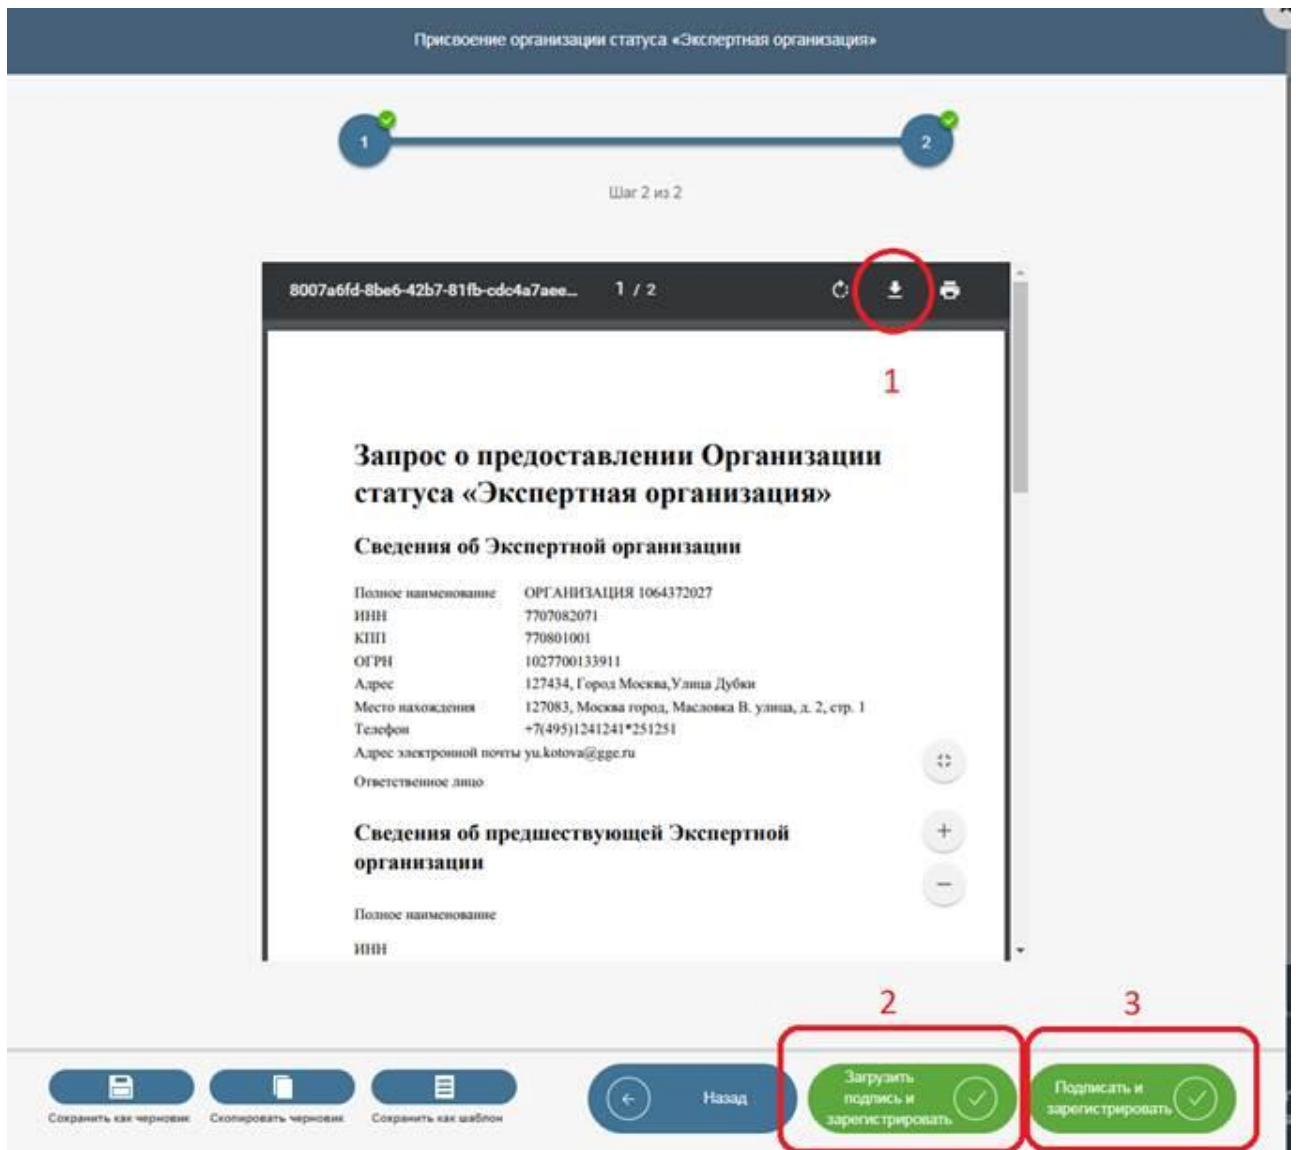 Присвоение организации статуса «Экспертная организация»
1
2
Шаг 2 из 2
8007a6fd-8be6-42b7-81fb-cdc4a7aee... 1 / 2
1
Запрос о предоставлении Организации
статуса «Экспертная организация»
Сведения об Экспертной организации
Полное наименование ОРГАНИЗАЦИЯ 1064372027
ИНН 7707082071
КПП 770801001
ОГРН 1027700133911
Адрес 127434, Город Москва,Улица Дубки
Место нахождения 127083, Москва город, Масловка В. улица, д. 2, стр. 1
Телефон +7(495)1241241*251251
Адрес электронной почты yu.kotova@gge.ru
Ответственное лицо
Сведения об предшествующей Экспертной
организации
Полное наименование
ИНН
2
3
Сохранить как черновик
Скопировать черновик
Сохранить как шаблон
Назад
Загрузить
подпись и
зарегистрировать
Подписать и
зарегистрировать